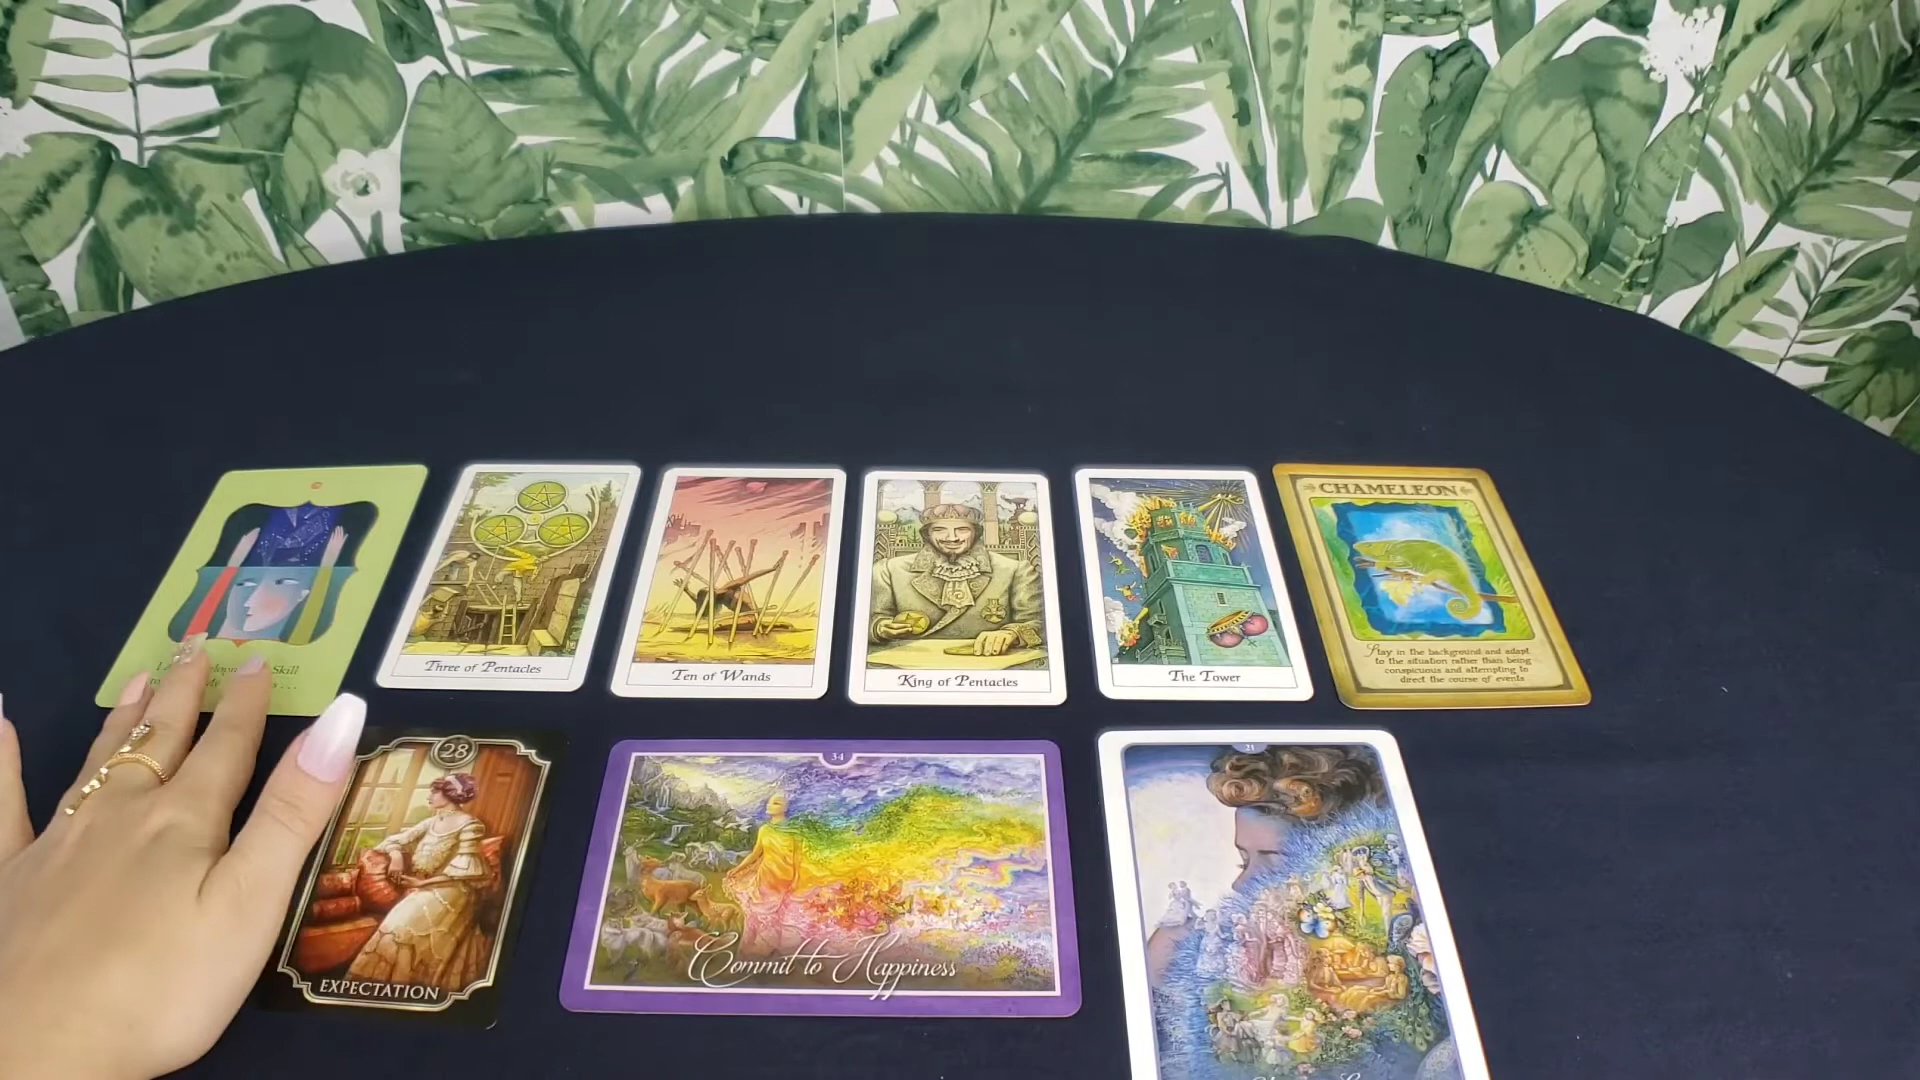 Skill
Three of Pentacles
Ten of Wands
King of Pentacles
The Tower
CHAMELEON
Stay in the background and adapt
to the situation rather than being
conspicuous and attempting to
direct the course of events
28
EXPECTATION
34
Commit to Happiness
21